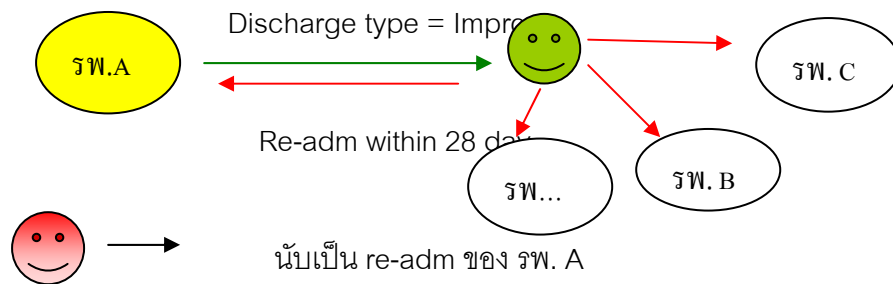 Discharge type = Impro
รพ.A
รพ. C
Re-adm within 28 day
รพ...
รพ. B
นับเป็น re-adm ของ รพ. A